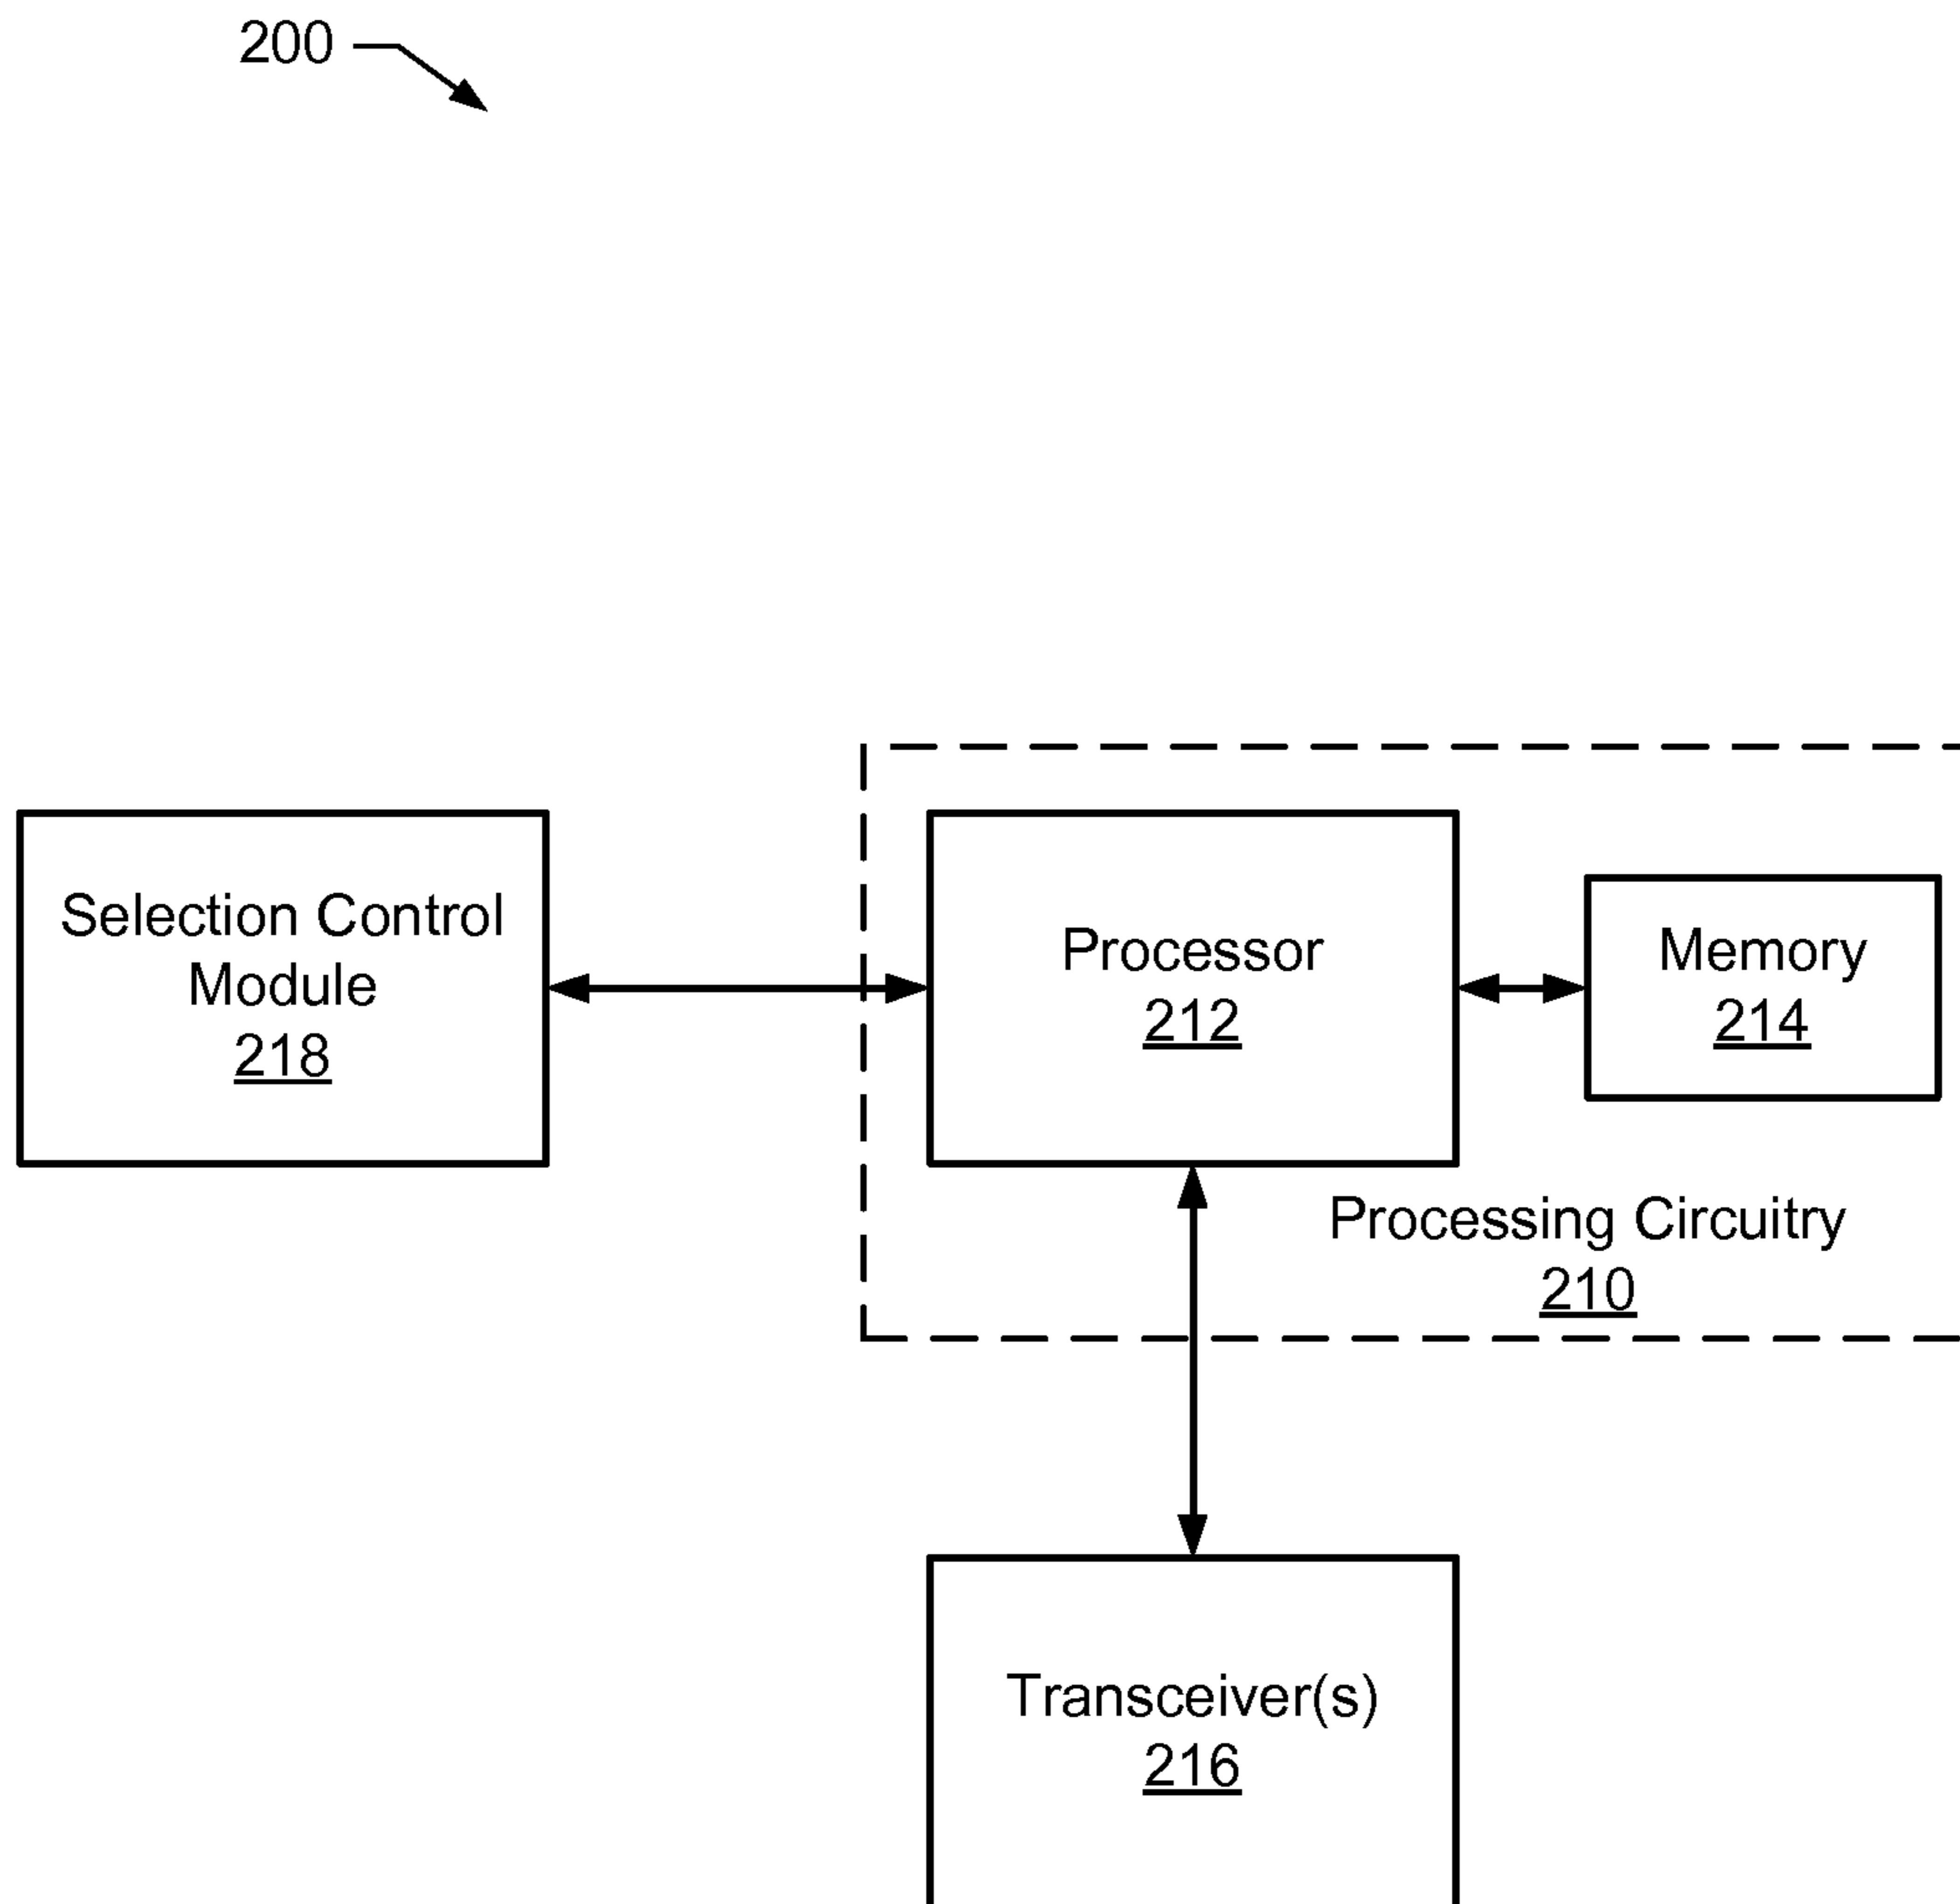 200
Selection Control
Module
218
Processor
212
Memory
214
Processing Circuitry
210
Transceiver(s)
216